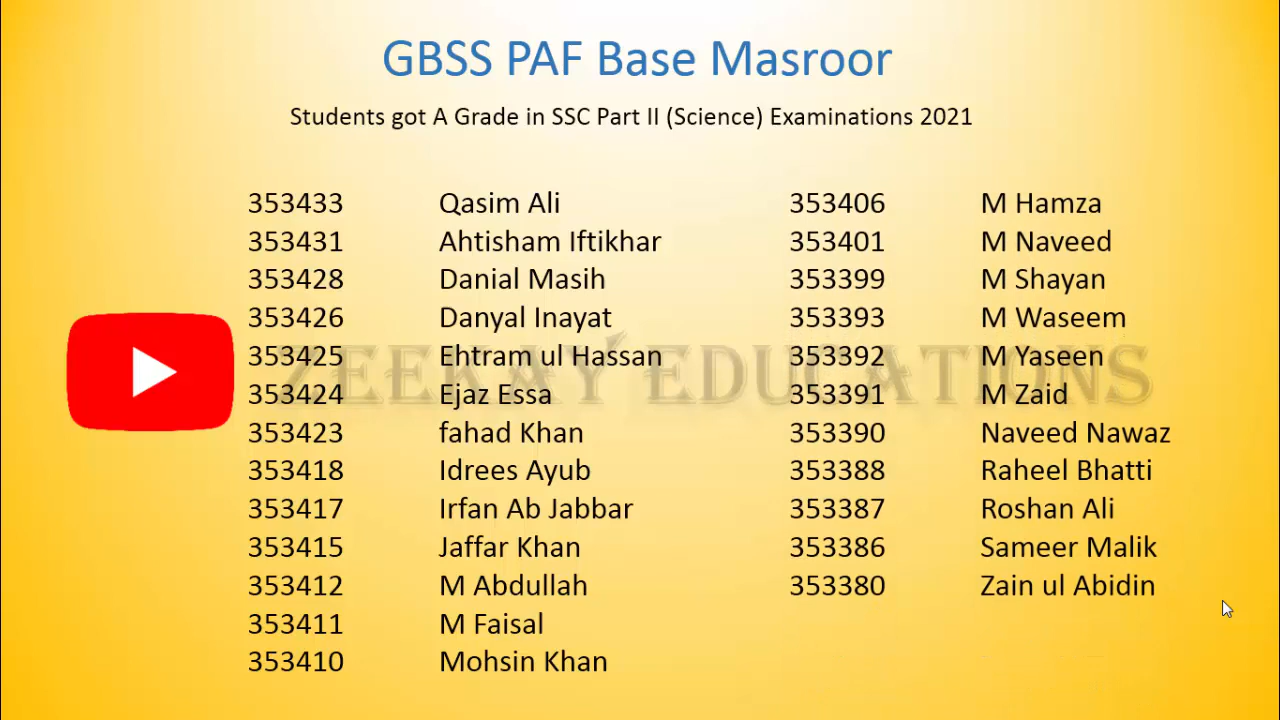 GBSS PAF Base Masroor
Students got A Grade in SSC Part II (Science) Examinations 2021
353433 Qasim Ali
353431 Ahtisham Iftikhar
353428 Danial Masih
353426 Danyal Inayat
353425 Ehtram ul Hassan
353424 Ejaz Essa
353423 fahad Khan
353418 Idrees Ayub
353417 Irfan Ab Jabbar
353415 Jaffar Khan
353412 M Abdullah
353411 M Faisal
353410 Mohsin Khan
353406 M Hamza
353401 M Naveed
353399 M Shayan
353393 M Waseem
353392 M Yaseen
353391 M Zaid
353390 Naveed Nawaz
353388 Raheel Bhatti
353387 Roshan Ali
353386 Sameer Malik
353380 Zain ul Abidin
ZEEKAY EDUCATIONS